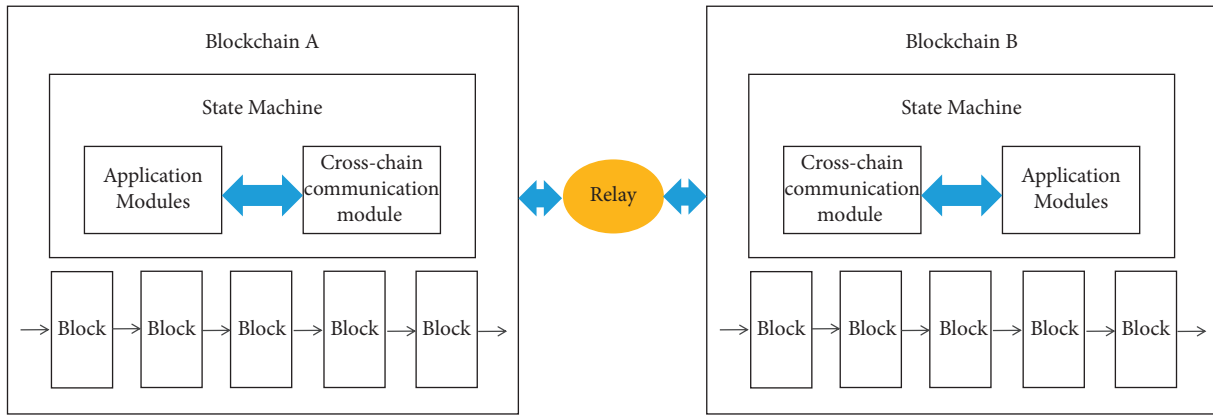 Blockchain A
State Machine
Application
Modules
Cross-chain
communication
module
Block
Block
Block
Block
Block
Relay
Blockchain B
State Machine
Cross-chain
communication
module
Application
Modules
Block
Block
Block
Block
Block